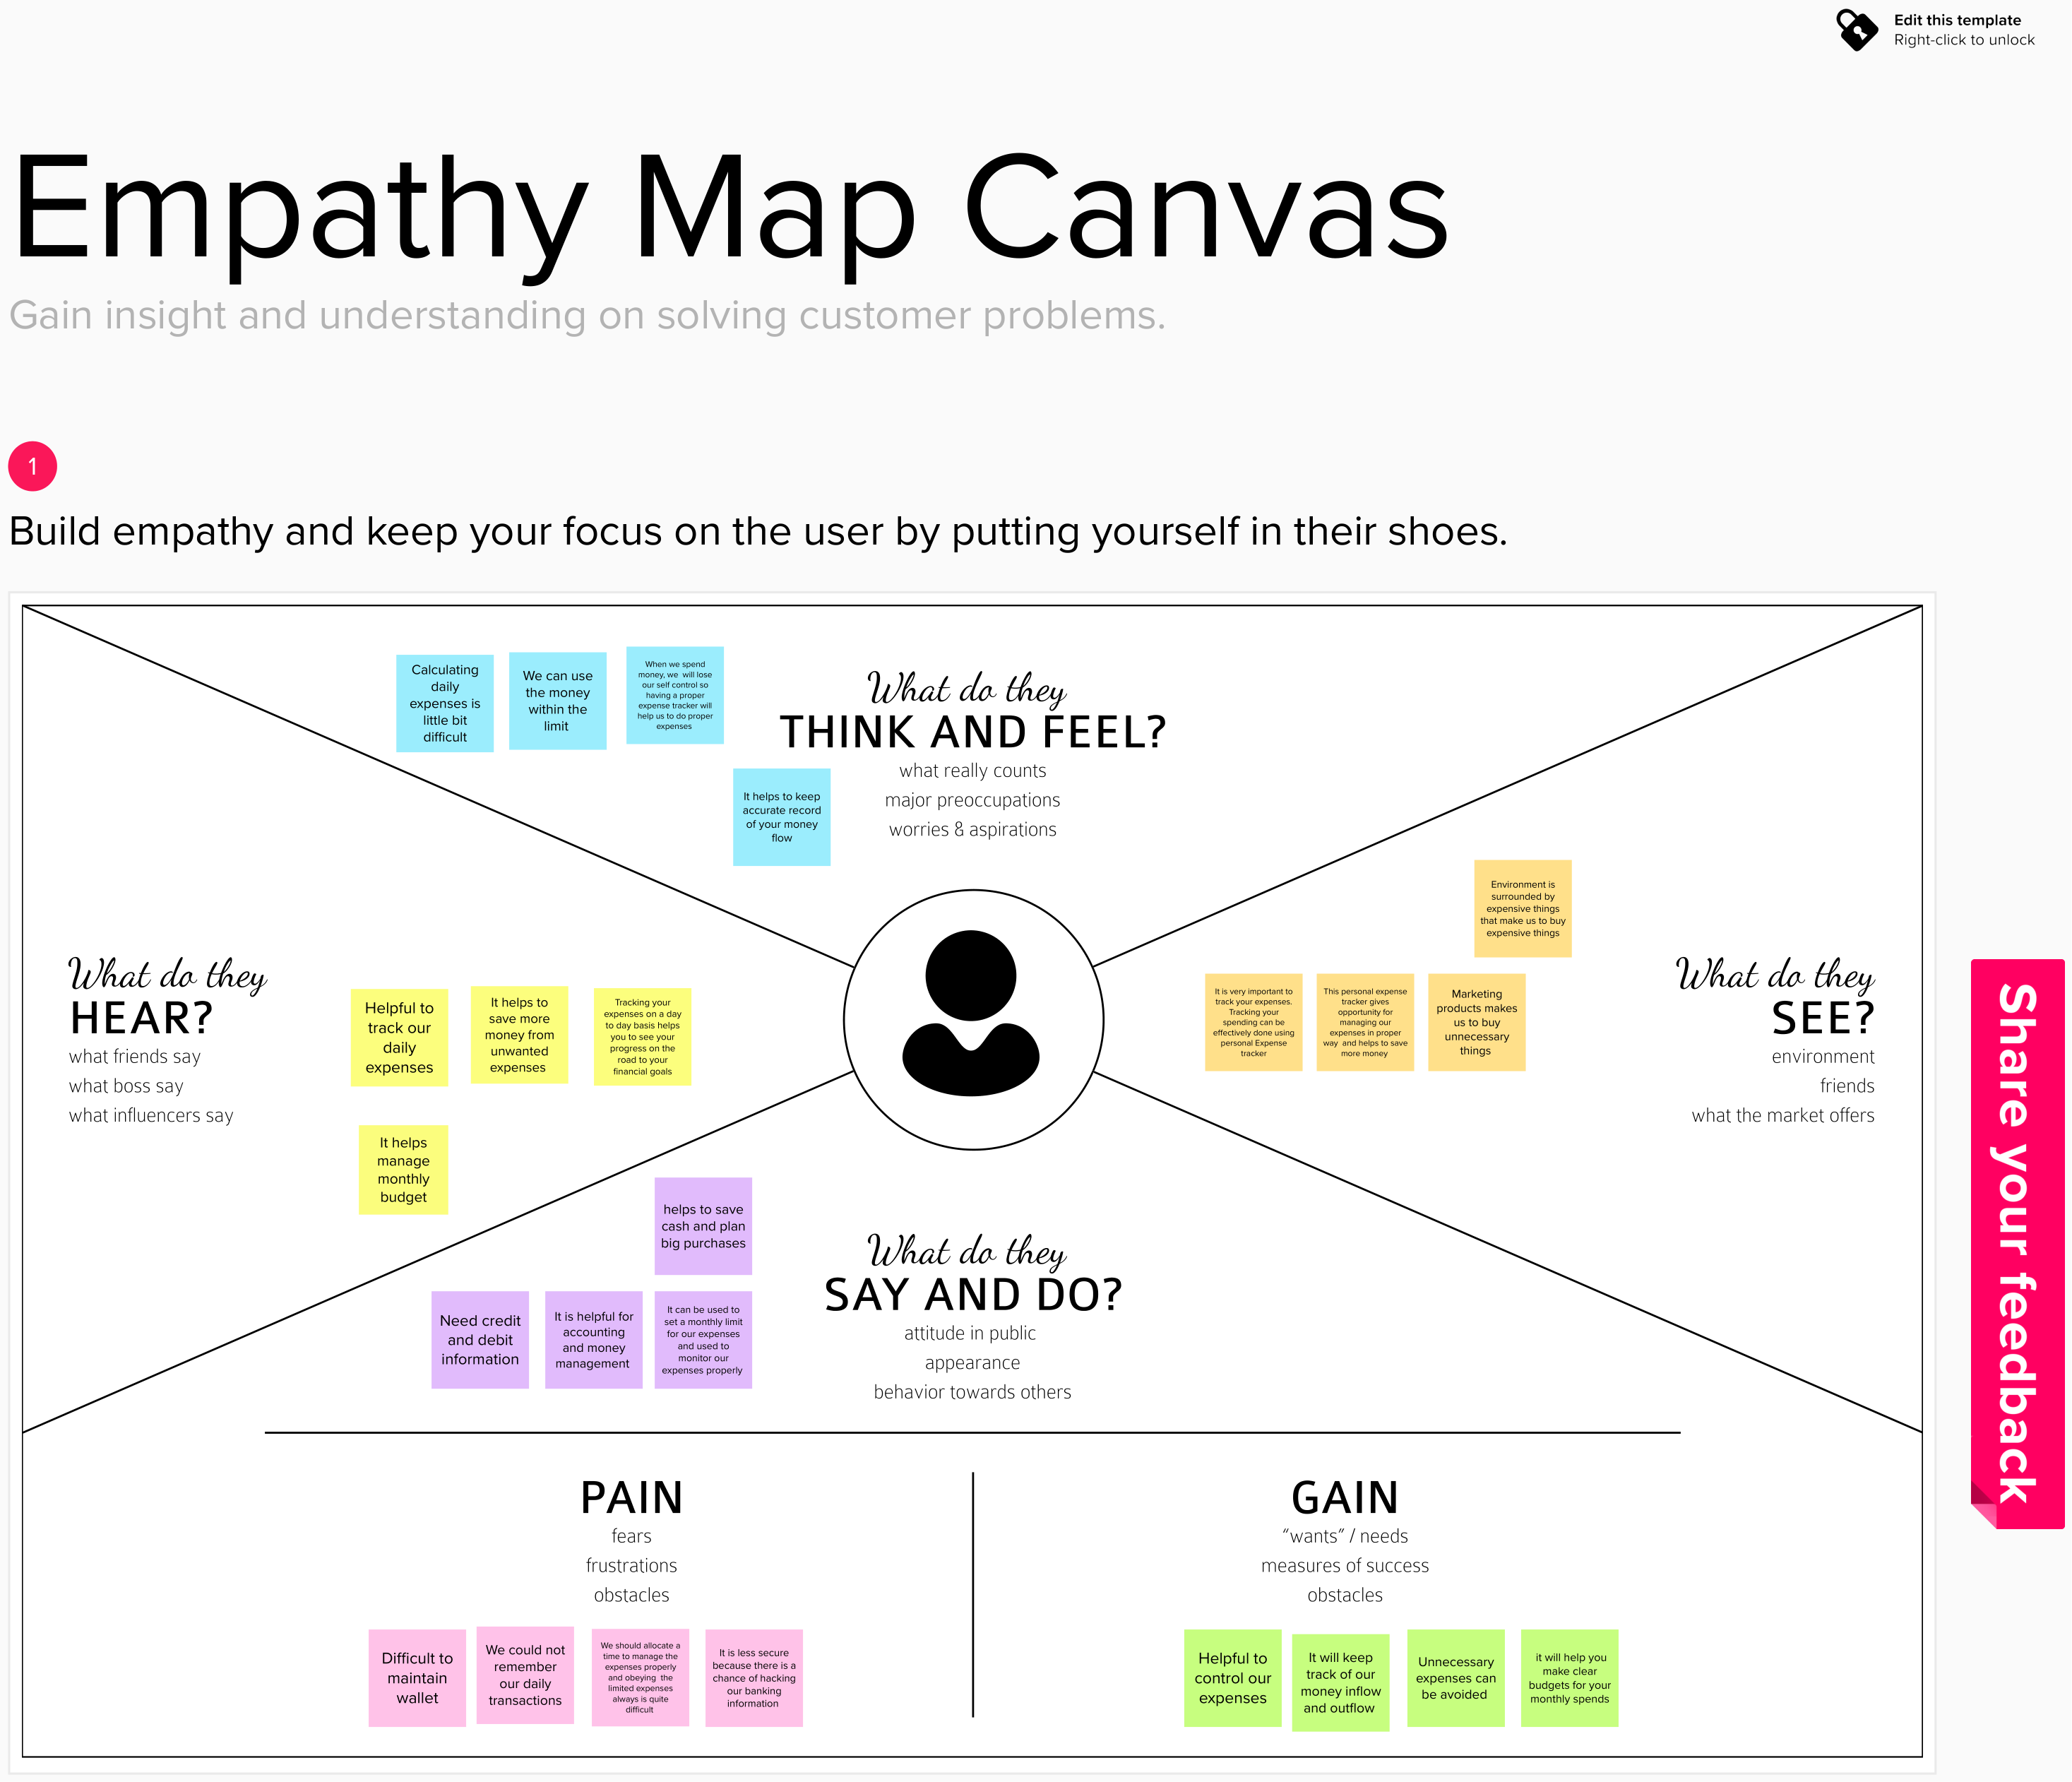 Edit this template
Right-click to unlock
Empathy Map Canvas
Gain insight and understanding on solving customer problems.
1
Build empathy and keep your focus on the user by putting yourself in their shoes.
Calculating
daily
expenses is
little bit
difficult
We can use
the money
within the
limit
When we spend
money, we  will lose
our self control so
having a proper
expense tracker will
help us to do proper
expenses
It helps to keep
accurate record
of your money
flow
What do they
THINK AND FEEL?
what really counts
major preoccupations
worries & aspirations
What do they
HEAR?
what friends say
what boss say
what influencers say
Helpful to
track our
daily
expenses
It helps to
save more
money from
unwanted
expenses
Tracking your
expenses on a day
to day basis helps
you to see your
progress on the
road to your
financial goals
It helps
manage
monthly
budget
Environment is
surrounded by
expensive things
that make us to buy
expensive things
It is very important to
track your expenses.
Tracking your
spending can be
effectively done using
personal Expense
tracker
This personal expense
tracker gives
opportunity for
managing our
expenses in proper
way  and helps to save
more money
Marketing
products makes
us to buy
unnecessary
things
What do they
SEE?
environment
friends
what the market offers
helps to save
cash and plan
big purchases
Need credit
and debit
information
It is helpful for
accounting
and money
management
It can be used to
set a monthly limit
for our expenses
and used to
monitor our
expenses properly
What do they
SAY AND DO?
attitude in public
appearance
behavior towards others
PAIN
fears
frustrations
obstacles
Difficult to
maintain
wallet
We could not
remember
our daily
transactions
We should allocate a
time to manage the
expenses properly
and obeying  the
limited expenses
always is quite
difficult
It is less secure
because there is a
chance of hacking
our banking
information
GAIN
“wants” / needs
measures of success
obstacles
Helpful to
control our
expenses
It will keep
track of our
money inflow
and outflow
Unnecessary
expenses can
be avoided
it will help you
make clear
budgets for your
monthly spends
Share your feedback